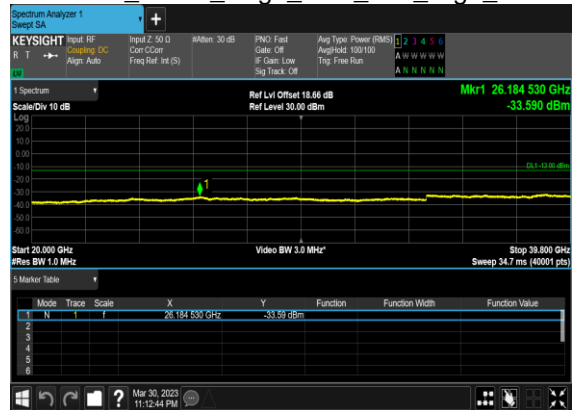 Spectrum Analyzer 1
Swept SA
KEYSIGHT Input: RF Input Z: 50 Ω #Atten: 30 dB PNO: Fast Avg Type: Power (RMS) 1 2 3 4 5 6
R T Coupling: DC Corr CCorr Gate: Off Avg|Hold: 100/100 A W W W W W
Align: Auto Freq Ref: Int (S) IF Gain: Low Trig: Free Run
Sig Track: Off A N N N N N
1 Spectrum Ref Lvl Offset 18.66 dB Mkr1 26.184 530 GHz
Scale/Div 10 dB Ref Level 30.00 dBm -33.590 dBm
Log
20.0
10.0
0.00
-10.0
DL1 -13.00 dBm
-20.0
1
-30.0
-40.0
-50.0
-60.0
Start 20.000 GHz Video BW 3.0 MHz* Stop 39.800 GHz
#Res BW 1.0 MHz Sweep 34.7 ms (40001 pts)
5 Marker Table
Mode Trace Scale X Y Function Function Width Function Value
1 N 1 f 26.184 530 GHz -33.59 dBm
2
3
4
5
6
? Mar 30, 2023
11:12:44 PM